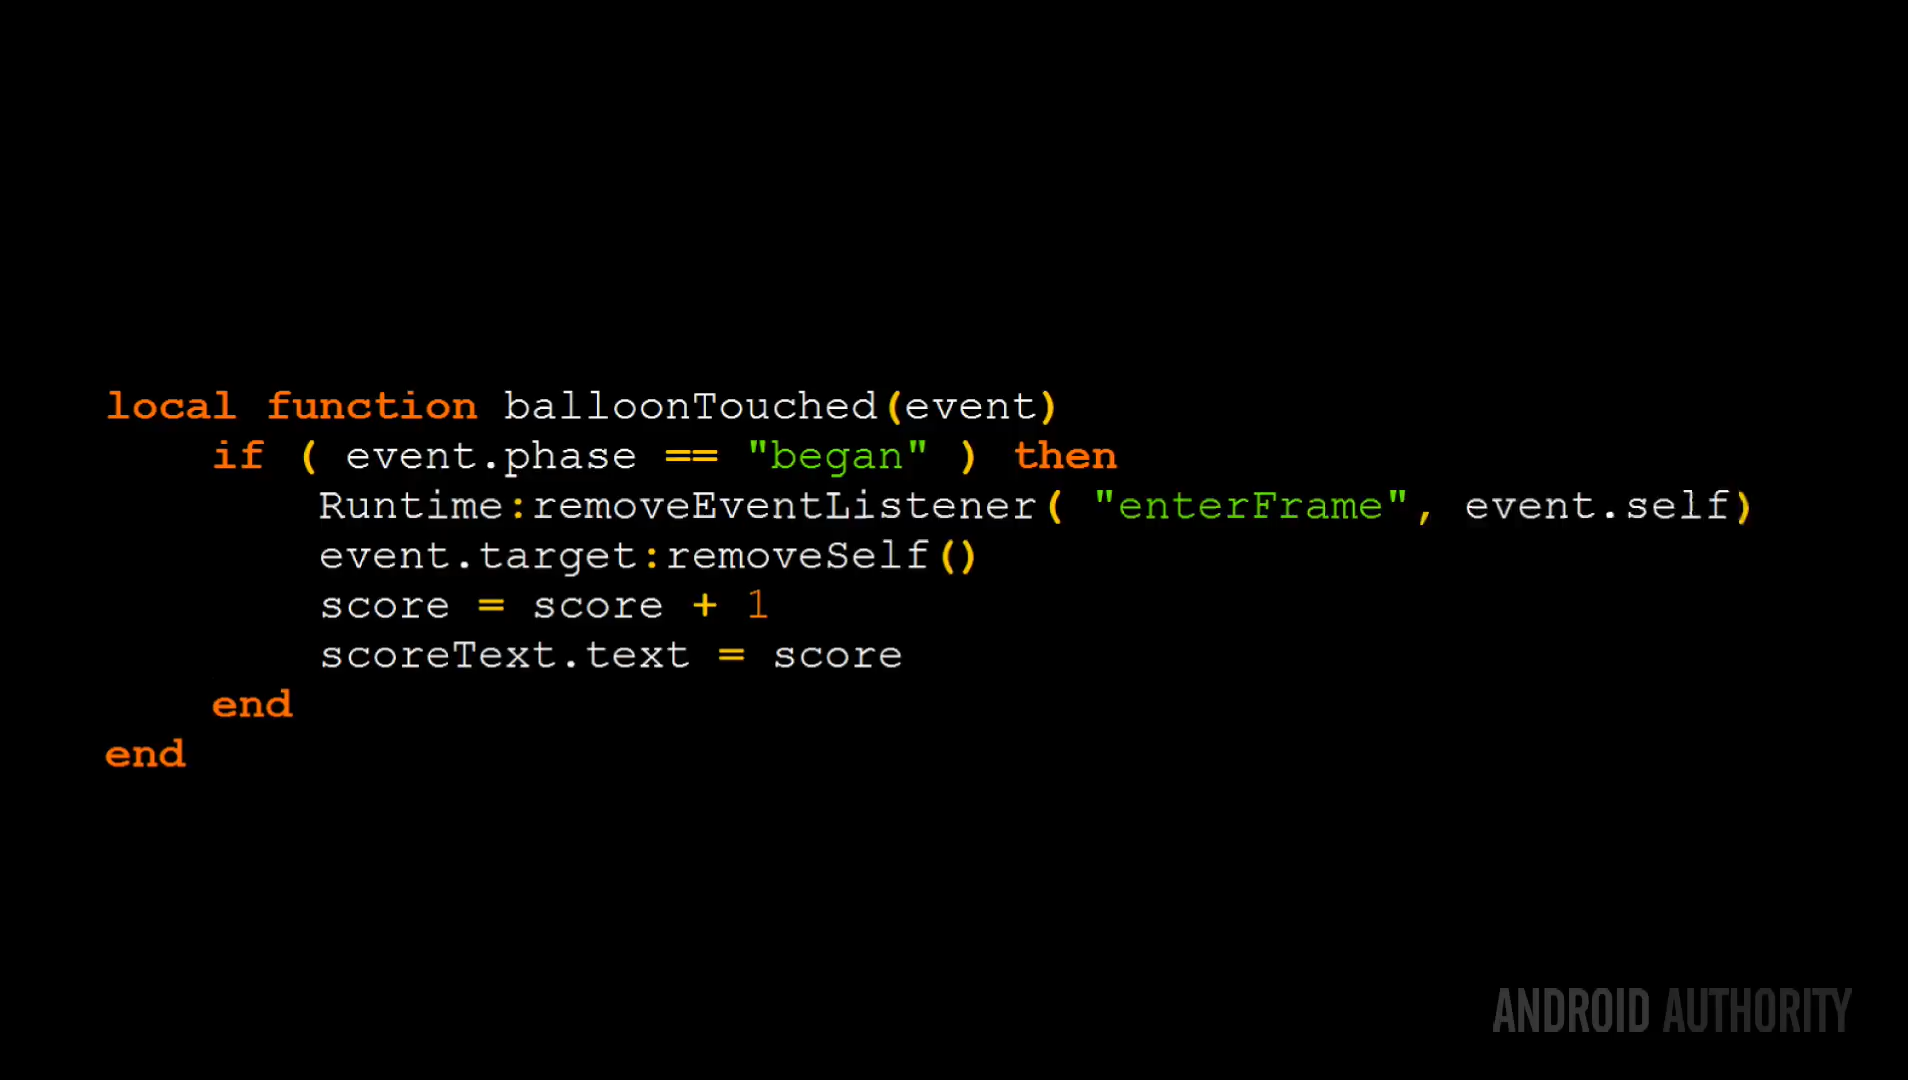 local function balloonTouched(event)
if ( event.phase == "began" ) then
Runtime:removeEventListener( "enterFrame", event.self)
event.target:removeSelf()
score = score + 1
scoreText.text = score
end
end
ANDROID AUTHORITY